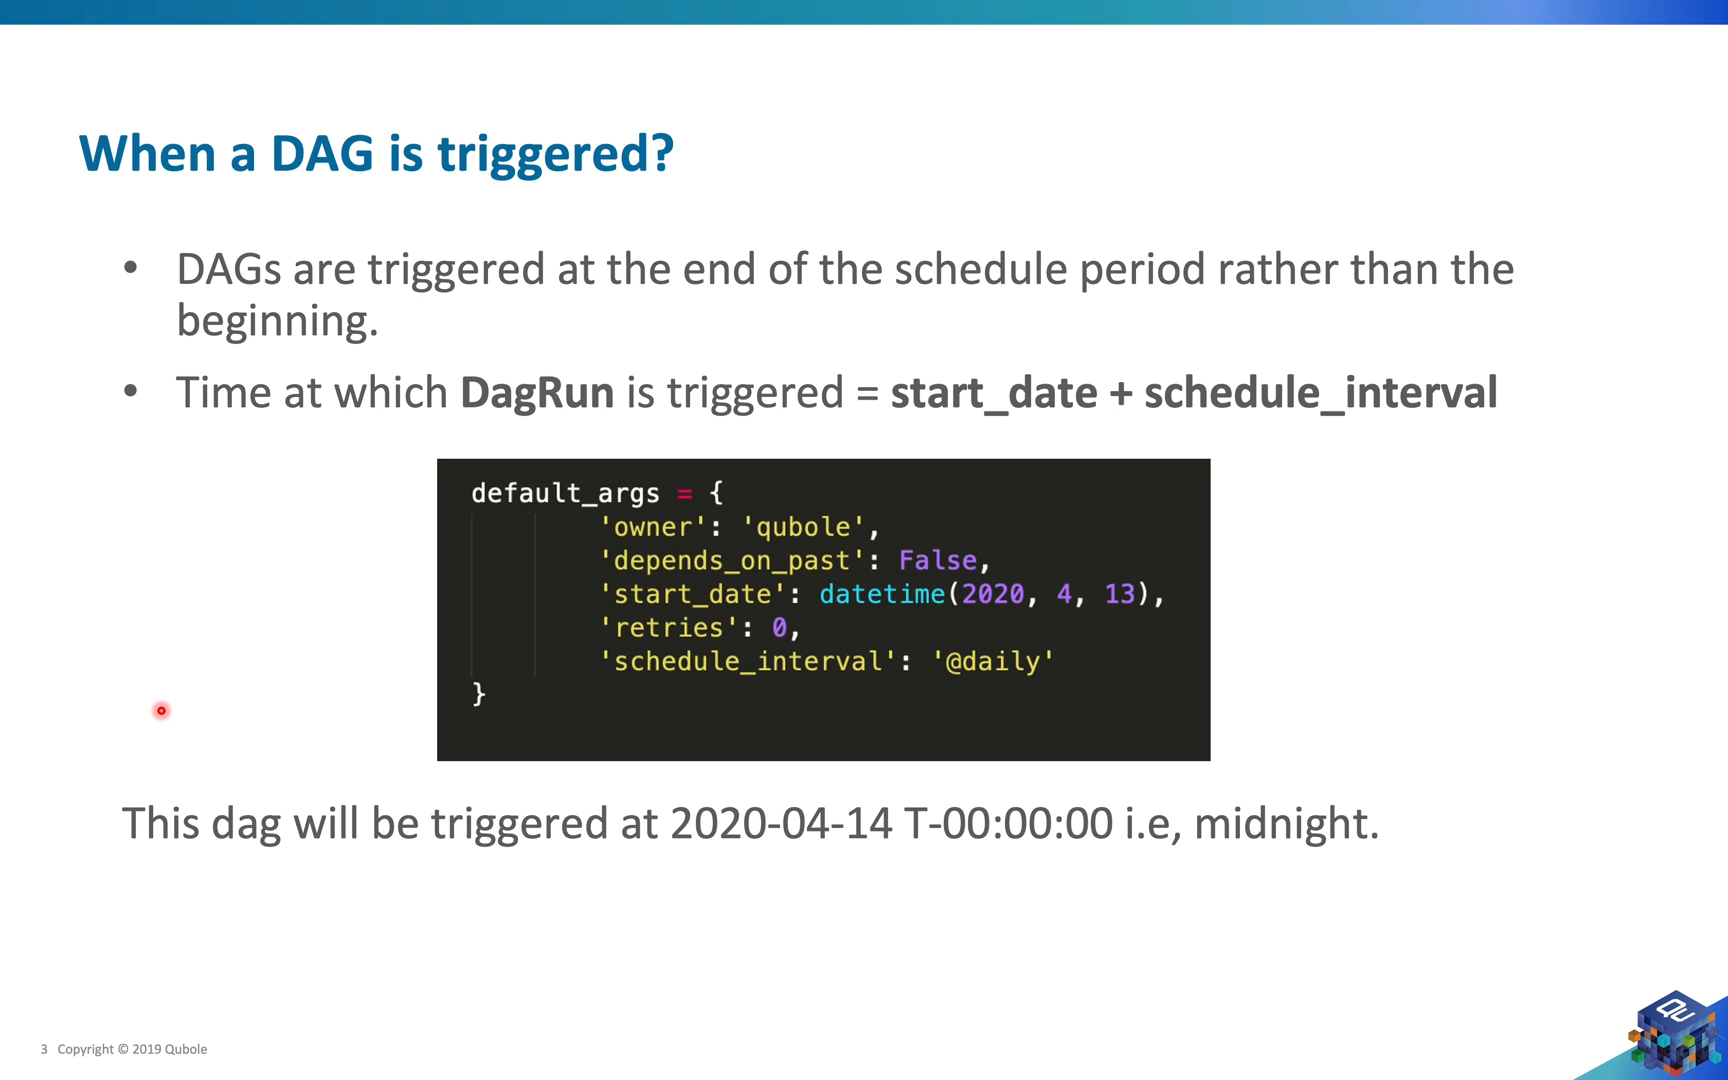 When a DAG is triggered?
• DAGs are triggered at the end of the schedule period rather than the
beginning.
• Time at which DagRun is triggered = start_date + schedule_interval
default_args = {
'owner': 'qubole',
'depends_on_past': False,
'start_date': datetime(2020, 4, 13),
'retries': 0,
'schedule_interval': '@daily'
}
This dag will be triggered at 2020-04-14 T-00:00:00 i.e, midnight.
QU
3 Copyright © 2019 Qubole